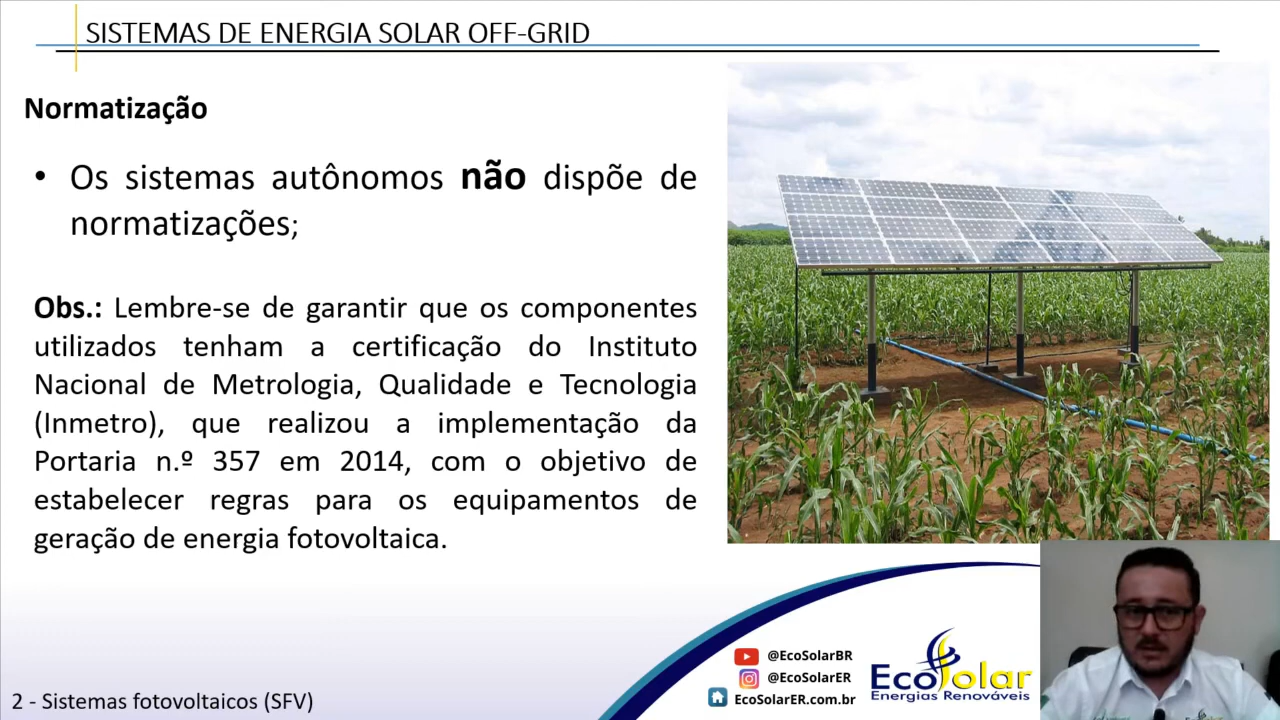 SISTEMAS DE ENERGIA SOLAR OFF-GRID
Normatização
• Os sistemas autônomos não dispõe de
normatizações;
Obs.: Lembre-se de garantir que os componentes
utilizados tenham a certificação do Instituto
Nacional de Metrologia, Qualidade e Tecnologia
(Inmetro), que realizou a implementação da
Portaria n.º 357 em 2014, com o objetivo de
estabelecer regras para os equipamentos de
geração de energia fotovoltaica.
@EcoSolarBR
@EcoSolarER
EcoSolarER.com.br
EcoSolar
Energias Renováveis
2 - Sistemas fotovoltaicos (SFV)